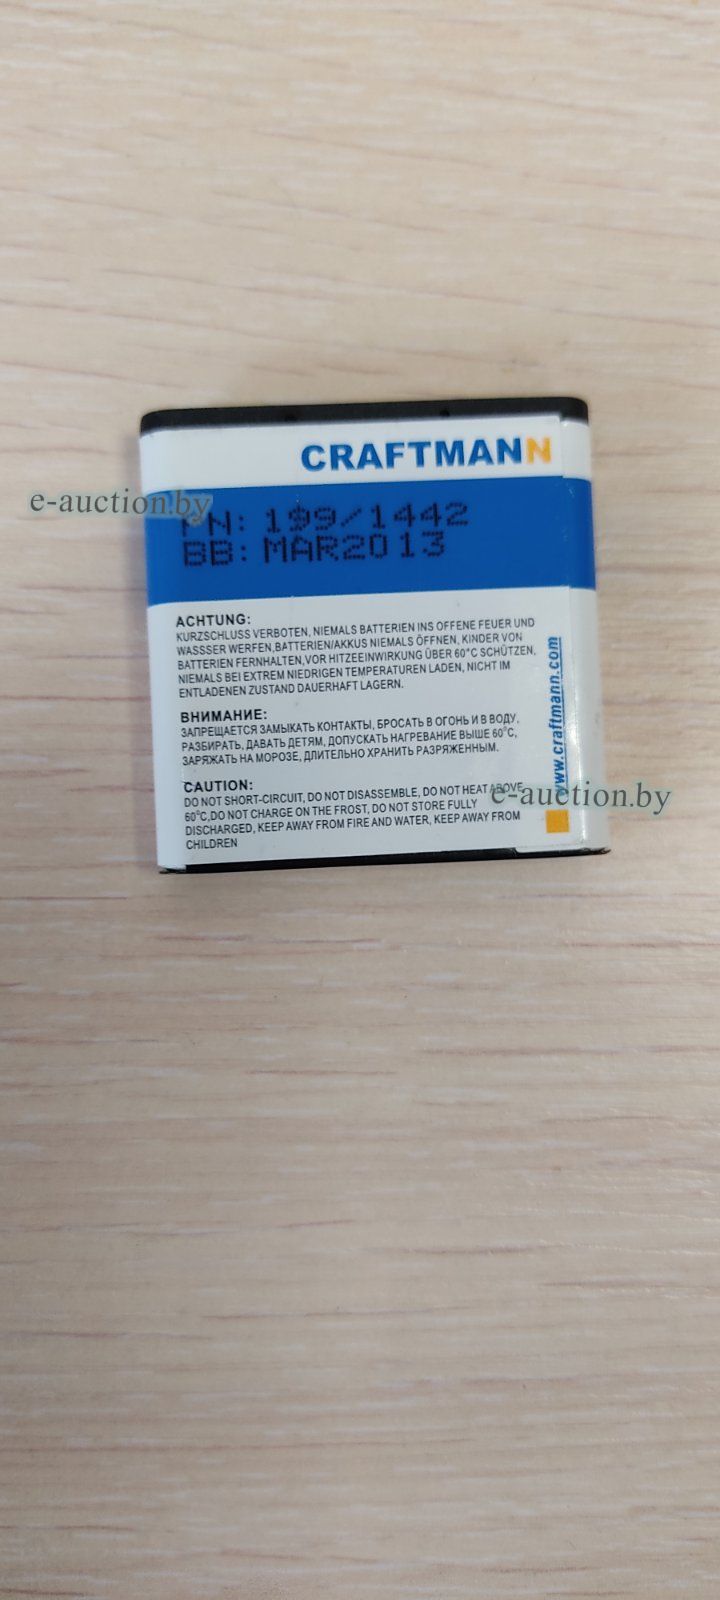 CRAFTMANN
e-auction.by
PN: 199/1442
BB: MAR2013
ACHTUNG:
KURZSCHLUSS VERBOTEN, NIEMALS BATTERIEN INS OFFENE FEUER UND
WASSSER WERFEN,BATTERIEN/AKKUS NIEMALS ÖFFNEN, KINDER VON
BATTERIEN FERNHALTEN,VOR HITZEEINWIRKUNG ÜBER 60°C SCHÜTZEN,
NIEMALS BEI EXTREM NIEDRIGEN TEMPERATUREN LADEN, NICHT IM
ENTLADENEN ZUSTAND DAUERHAFT LAGERN.
ВНИМАНИЕ:
ЗАПРЕЩАЕТСЯ ЗАМЫКАТЬ КОНТАКТЫ, БРОСАТЬ В ОГОНЬ И В ВОДУ,
РАЗБИРАТЬ, ДАВАТЬ ДЕТЯМ, ДОПУСКАТЬ НАГРЕВАНИЕ ВЫШЕ 60°С,
ЗАРЯЖАТЬ НА МОРОЗЕ, ДЛИТЕЛЬНО ХРАНИТЬ РАЗРЯЖЕННЫМ.
CAUTION:
DO NOT SHORT-CIRCUIT, DO NOT DISASSEMBLE, DO NOT HEAT ABOVE
60°C,DO NOT CHARGE ON THE FROST, DO NOT STORE FULLY
DISCHARGED, KEEP AWAY FROM FIRE AND WATER, KEEP AWAY FROM
CHILDREN
www.craftmann.com
e-auction.by